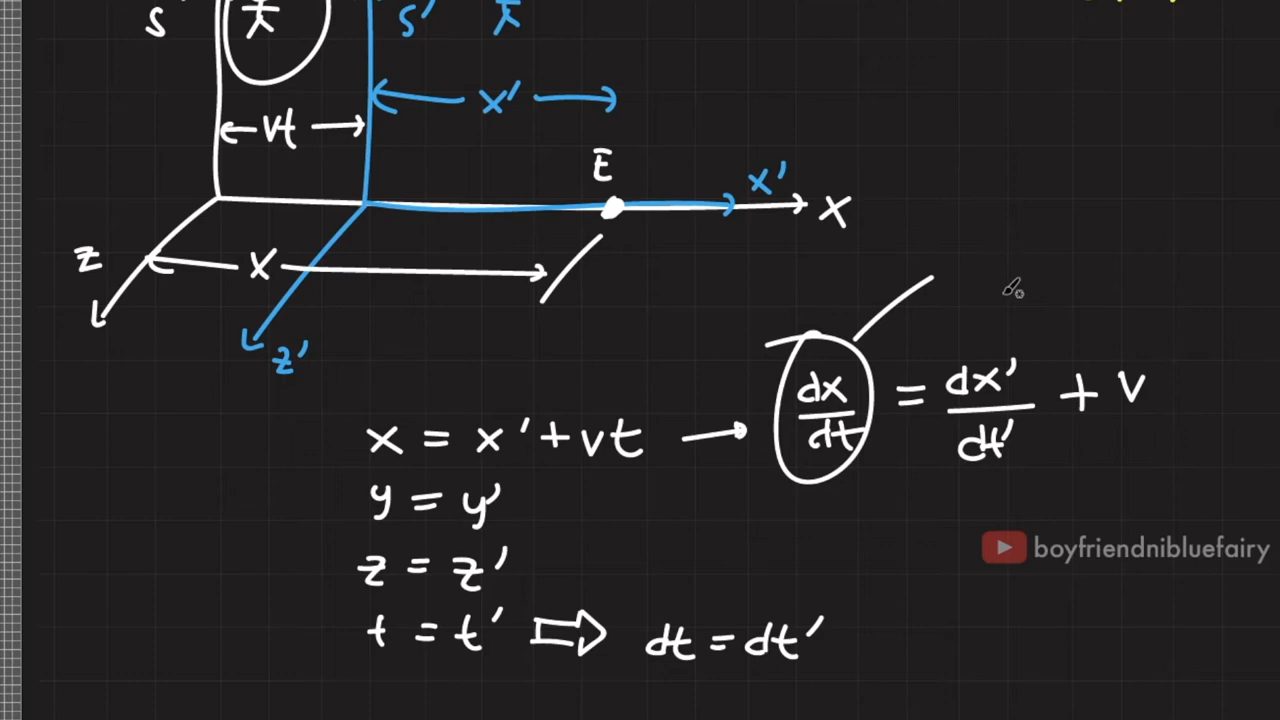 S S'
x'
vt
E
x'
x
z
x
z'
dx/dt = dx'/dt' + v
x = x' + vt →
y = y'
z = z'
t = t' ⇨ dt = dt'
boyfriendnibluefairy